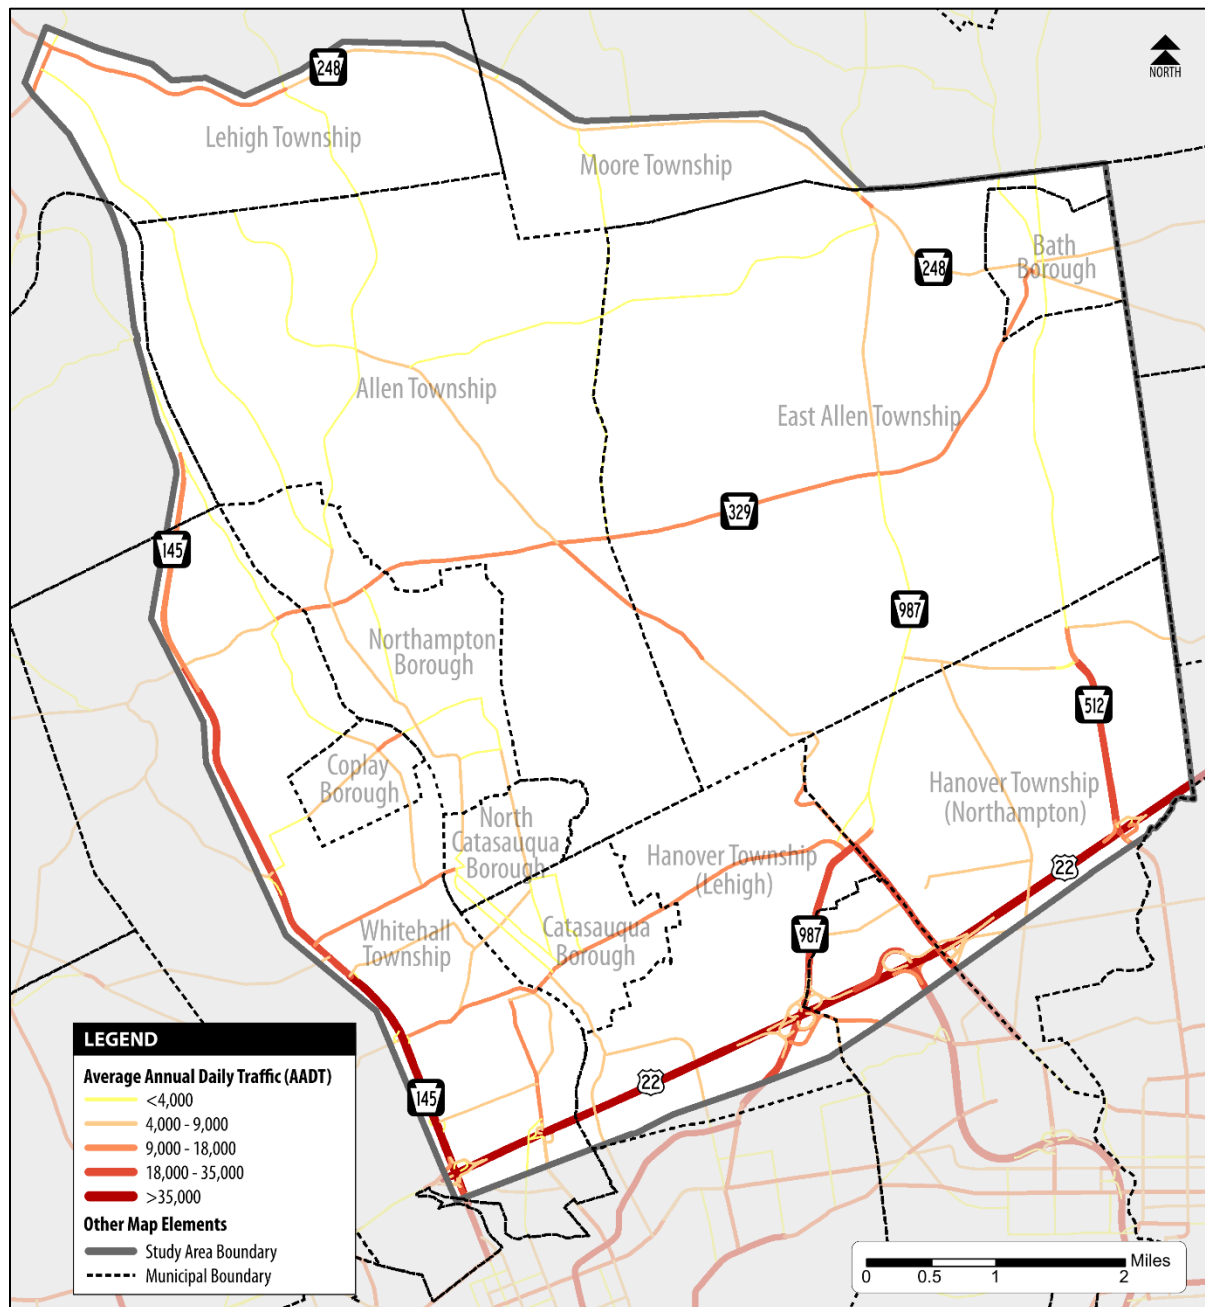 248
NORTH
Lehigh Township
Moore Township
248
Bath
Borough
Allen Township
East Allen Township
329
145
987
Northampton
Borough
512
Coplay
Borough
Hanover Township
(Northampton)
North
Catasauqua
Borough
Hanover Township
(Lehigh)
22
Whitehall
Township
Catasauqua
Borough
987
LEGEND
Average Annual Daily Traffic (AADT)
<4,000
4,000 - 9,000
9,000 - 18,000
18,000 - 35,000
>35,000
Other Map Elements
Study Area Boundary
Municipal Boundary
145
22
Miles
0 0.5 1 2